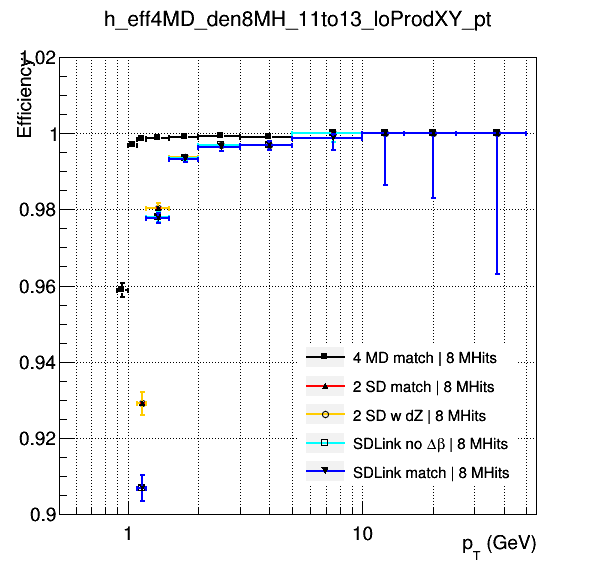 h_eff4MD_den8MH_11to13_loProdXY_pt
Efficiency
1.02
1
0.98
0.96
0.94
0.92
0.9
4 MD match | 8 MHits
2 SD match | 8 MHits
2 SD w dZ | 8 MHits
SDLink no Δβ | 8 MHits
SDLink match | 8 MHits
1
10
p_T (GeV)